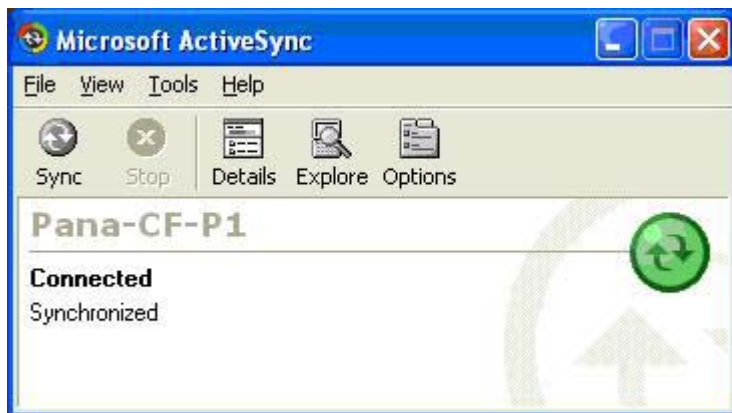 Microsoft ActiveSync
File View Tools Help
Sync Stop Details Explore Options
Pana-CF-P1
Connected
Synchronized